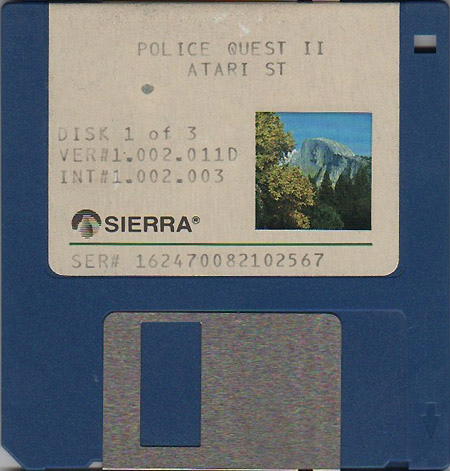 POLICE QUEST II
ATARI ST
DISK 1 of 3
VER#1.002.011D
INT#1.002.003
SIERRA®
SER# 162470082102567